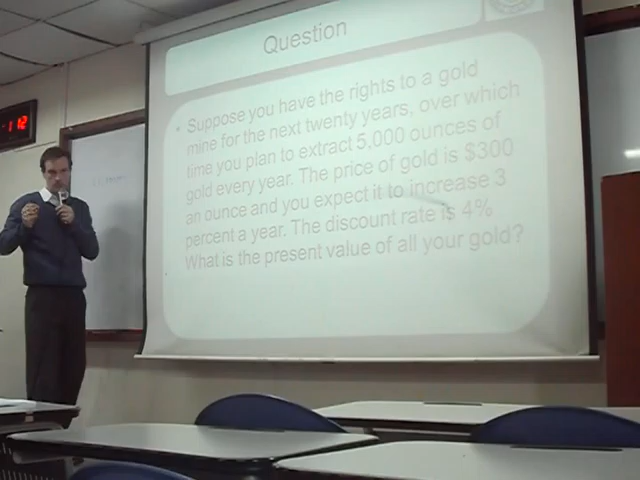 Question
• Suppose you have the rights to a gold
mine for the next twenty years, over which
time you plan to extract 5,000 ounces of
gold every year. The price of gold is $300
an ounce and you expect it to increase 3
percent a year. The discount rate is 4%
What is the present value of all your gold?